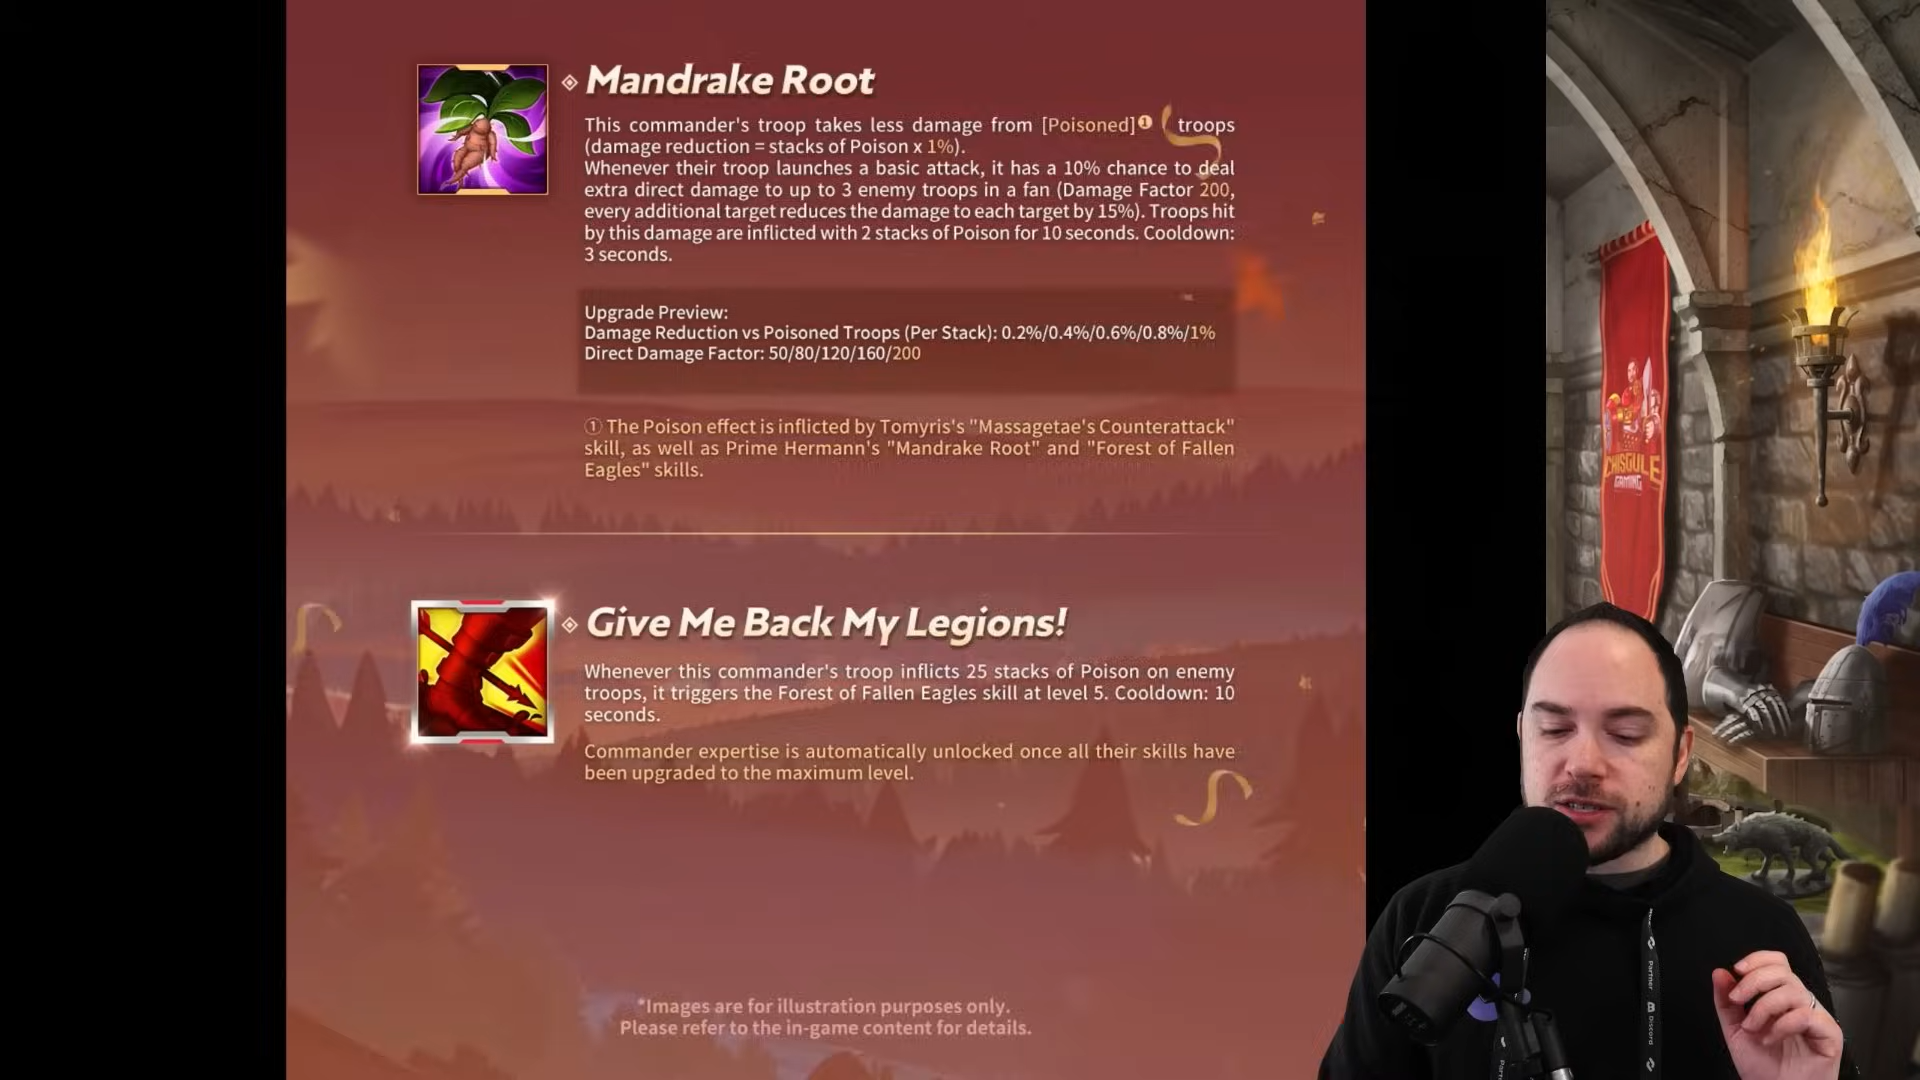 Mandrake Root
This commander's troop takes less damage from [Poisoned]① troops
(damage reduction = stacks of Poison x 1%).
Whenever their troop launches a basic attack, it has a 10% chance to deal
extra direct damage to up to 3 enemy troops in a fan (Damage Factor 200,
every additional target reduces the damage to each target by 15%). Troops hit
by this damage are inflicted with 2 stacks of Poison for 10 seconds. Cooldown:
3 seconds.
Upgrade Preview:
Damage Reduction vs Poisoned Troops (Per Stack): 0.2%/0.4%/0.6%/0.8%/1%
Direct Damage Factor: 50/80/120/160/200
① The Poison effect is inflicted by Tomyris's "Massagetae's Counterattack"
skill, as well as Prime Hermann's "Mandrake Root" and "Forest of Fallen
Eagles" skills.
Give Me Back My Legions!
Whenever this commander's troop inflicts 25 stacks of Poison on enemy
troops, it triggers the Forest of Fallen Eagles skill at level 5. Cooldown: 10
seconds.
Commander expertise is automatically unlocked once all their skills have
been upgraded to the maximum level.
*Images are for illustration purposes only.
Please refer to the in-game content for details.
CHISGULE
GAMING
Partner
Discord